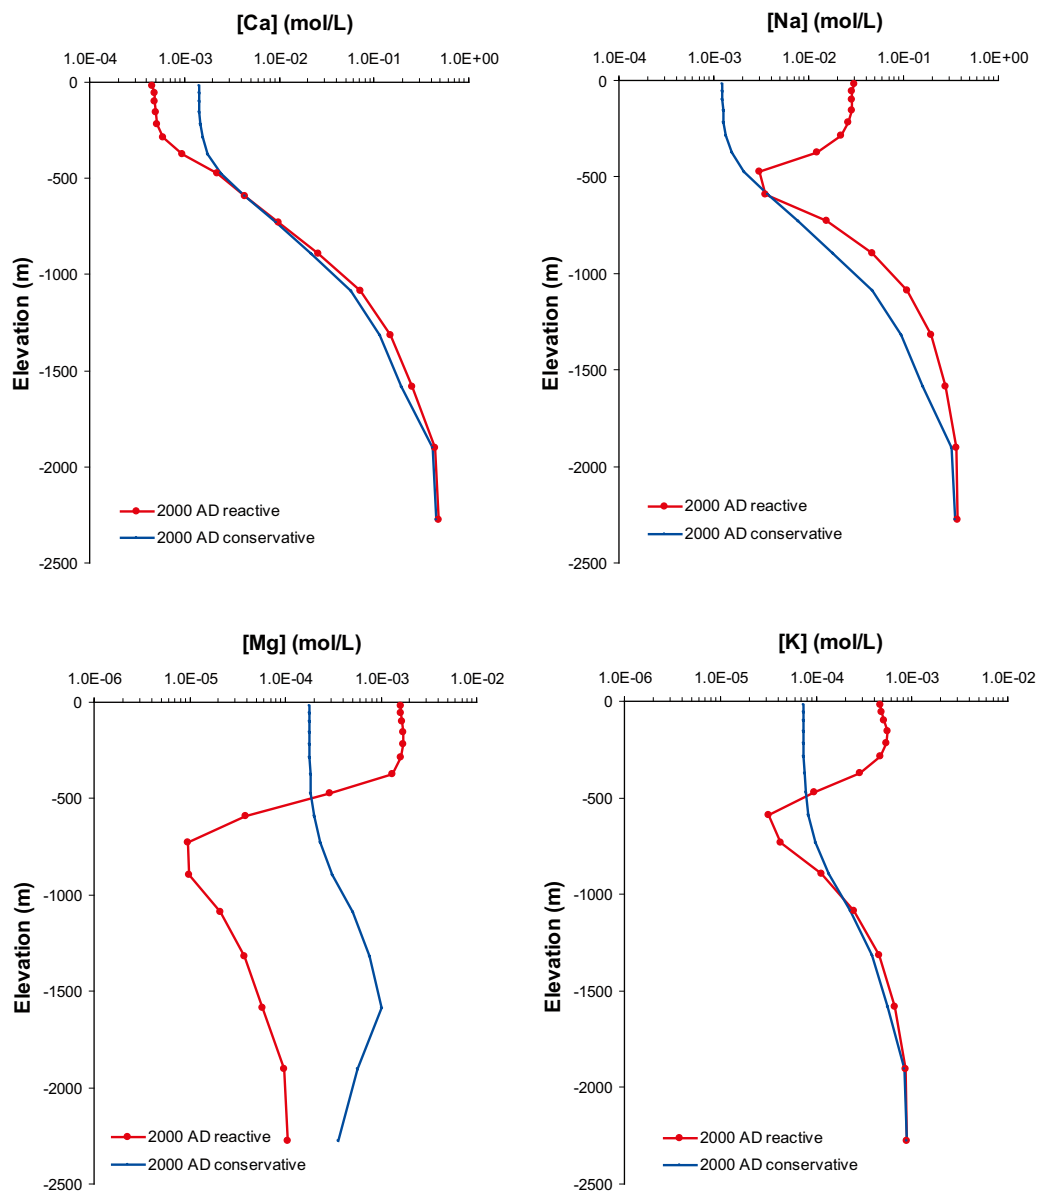 [Ca] (mol/L)
1.0E-04 1.0E-03 1.0E-02 1.0E-01 1.0E+00
0
-500
-1000
-1500
-2000
-2500
Elevation (m)
2000 AD reactive
2000 AD conservative
[Na] (mol/L)
1.0E-04 1.0E-03 1.0E-02 1.0E-01 1.0E+00
0
-500
-1000
-1500
-2000
-2500
Elevation (m)
2000 AD reactive
2000 AD conservative
[Mg] (mol/L)
1.0E-06 1.0E-05 1.0E-04 1.0E-03 1.0E-02
0
-500
-1000
-1500
-2000
-2500
Elevation (m)
2000 AD reactive
2000 AD conservative
[K] (mol/L)
1.0E-06 1.0E-05 1.0E-04 1.0E-03 1.0E-02
0
-500
-1000
-1500
-2000
-2500
Elevation (m)
2000 AD reactive
2000 AD conservative